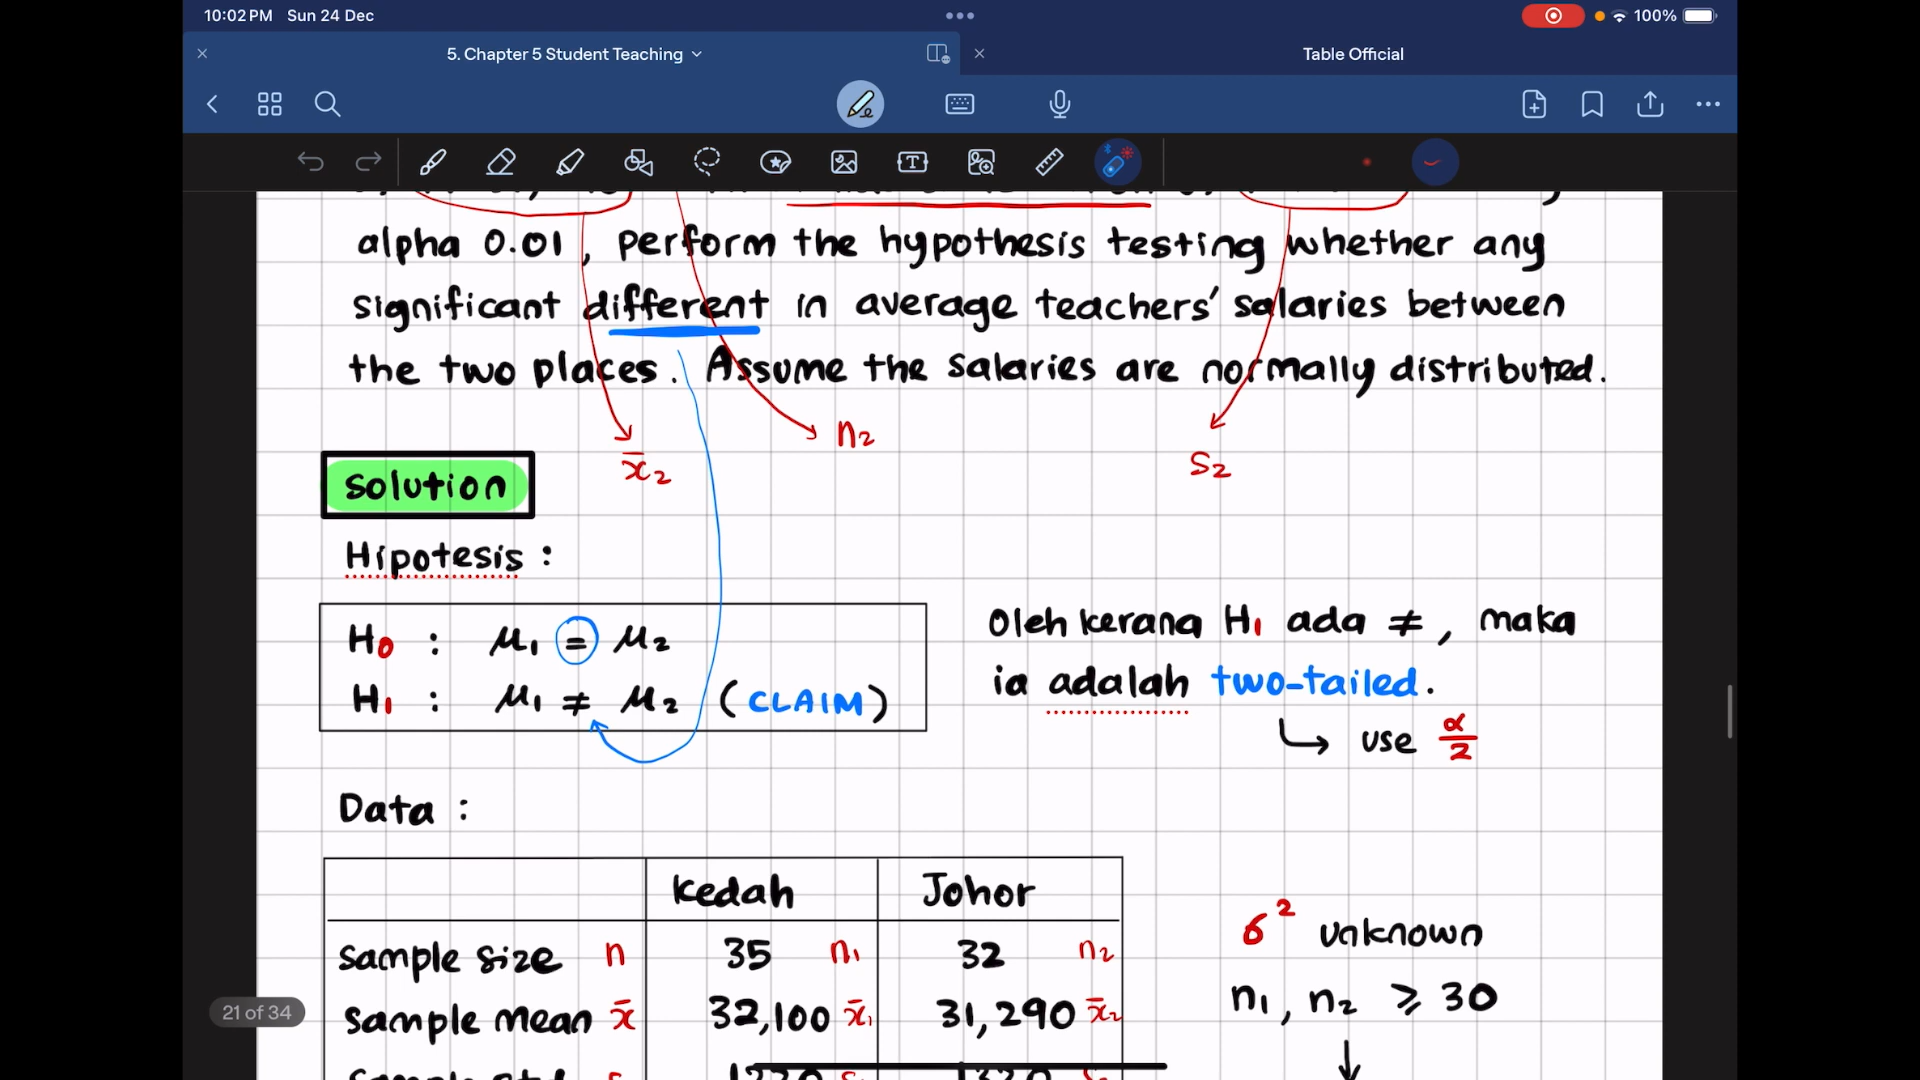 10:02 PM Sun 24 Dec
100%
5. Chapter 5 Student Teaching
Table Official
alpha 0.01 , perform the hypothesis testing whether any
significant different in average teachers' salaries between
the two places. Assume the salaries are normally distributed.
x̄2
n2
s2
solution
Hipotesis :
H0 : μ1 = μ2
H1 : μ1 ≠ μ2 (CLAIM)
Oleh kerana H1 ada ≠ , maka
ia adalah two-tailed.
use α/2
Data :
Kedah Johor
sample size n 35 n1 32 n2
sample mean x̄ 32,100 x̄1 31,290 x̄2
σ² unknown
n1, n2 ≥ 30
21 of 34